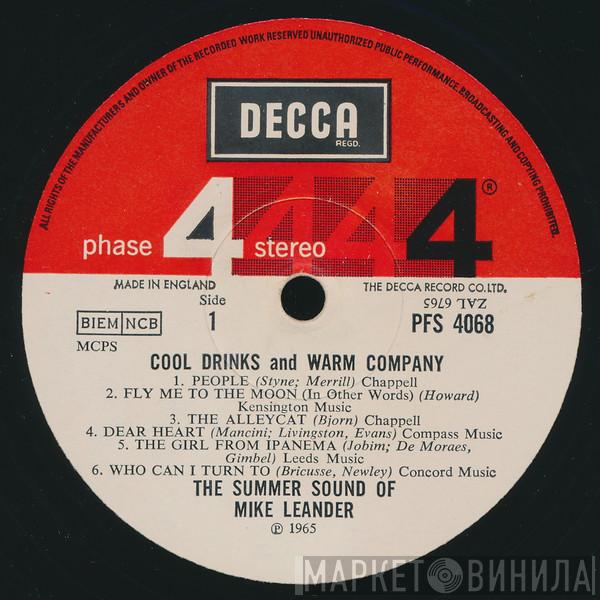 ALL RIGHTS OF THE MANUFACTURERS AND OWNER OF THE RECORDED WORK RESERVED UNAUTHORIZED PUBLIC PERFORMANCE, BROADCASTING AND COPYING PROHIBITED.
DECCA
REGD.
phase 4 stereo 4 4 4 ®
MADE IN ENGLAND
THE DECCA RECORD CO. LTD.
Side
ZAL 6765
BIEM NCB
1
PFS 4068
MCPS
COOL DRINKS and WARM COMPANY
1. PEOPLE (Styne; Merrill) Chappell
2. FLY ME TO THE MOON (In Other Words) (Howard)
Kensington Music
3. THE ALLEYCAT (Bjorn) Chappell
4. DEAR HEART (Mancini; Livingston, Evans) Compass Music
5. THE GIRL FROM IPANEMA (Jobim; De Moraes,
Gimbel) Leeds Music
6. WHO CAN I TURN TO (Bricusse, Newley) Concord Music
THE SUMMER SOUND OF
MIKE LEANDER
℗ 1965
МАРКЕТ ВИНИЛА